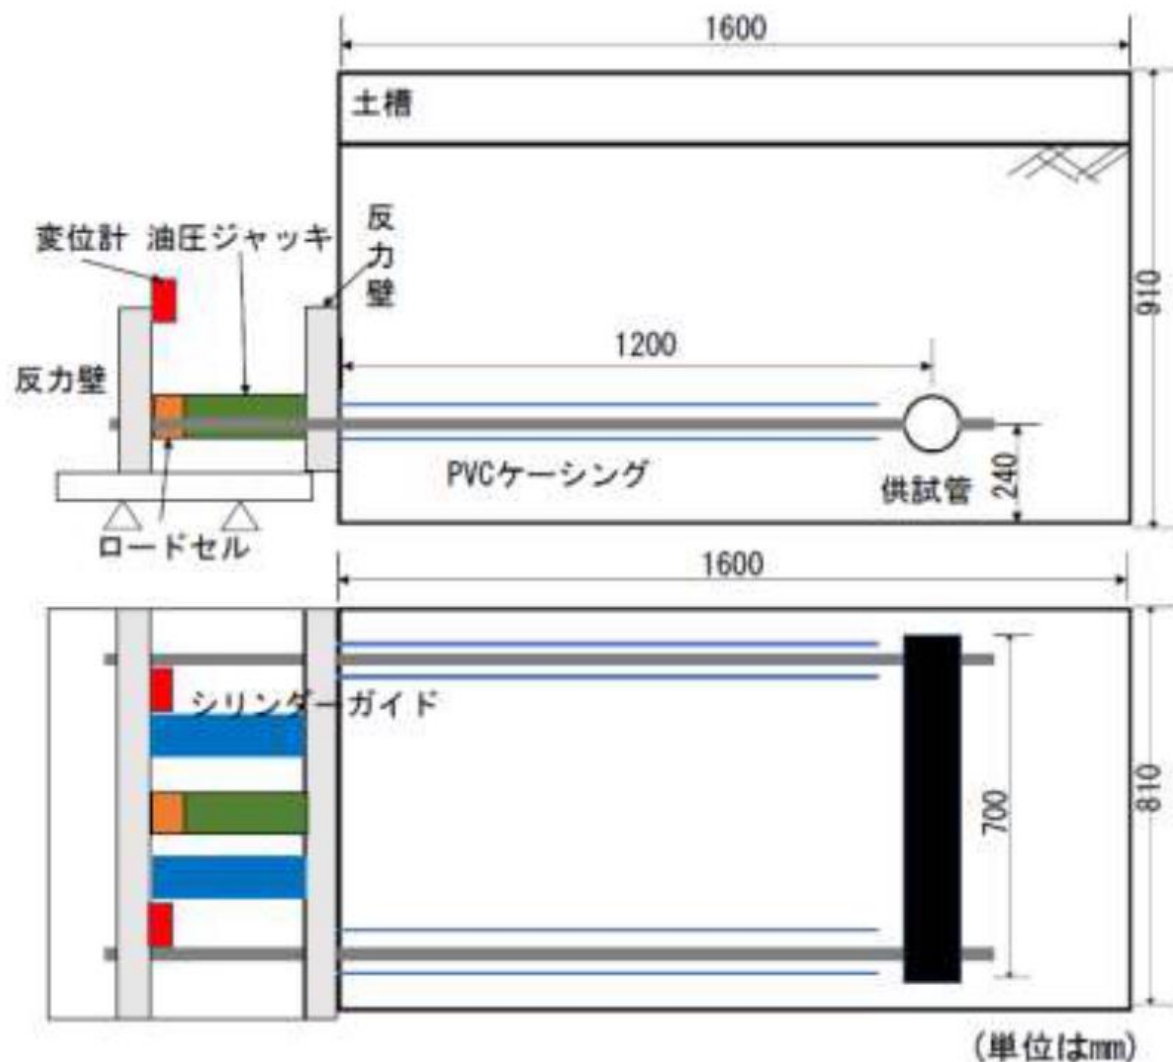 1600
土槽
反力壁
変位計 油圧ジャッキ
910
1200
反力壁
PVCケーシング
供試管
240
ロードセル
1600
シリンダーガイド
700
810
(単位はmm)